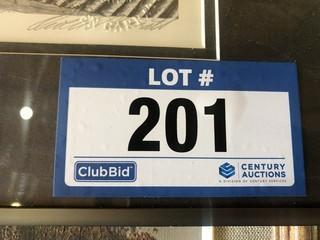 LOT #
201
ClubBid
CENTURY
AUCTIONS
A DIVISION OF CENTURY SERVICES